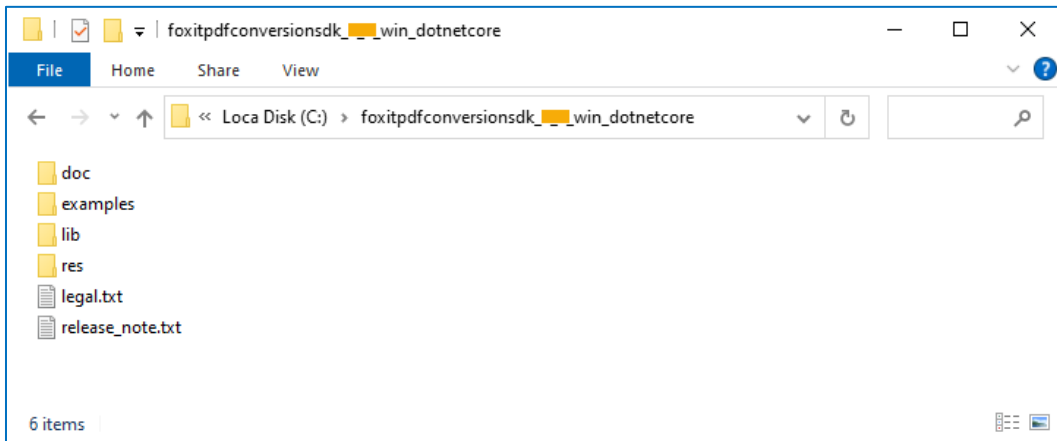 foxitpdfconversionsdk_ _ _win_dotnetcore
File Home Share View
« Loca Disk (C:) › foxitpdfconversionsdk_ _ _win_dotnetcore
doc
examples
lib
res
legal.txt
release_note.txt
6 items